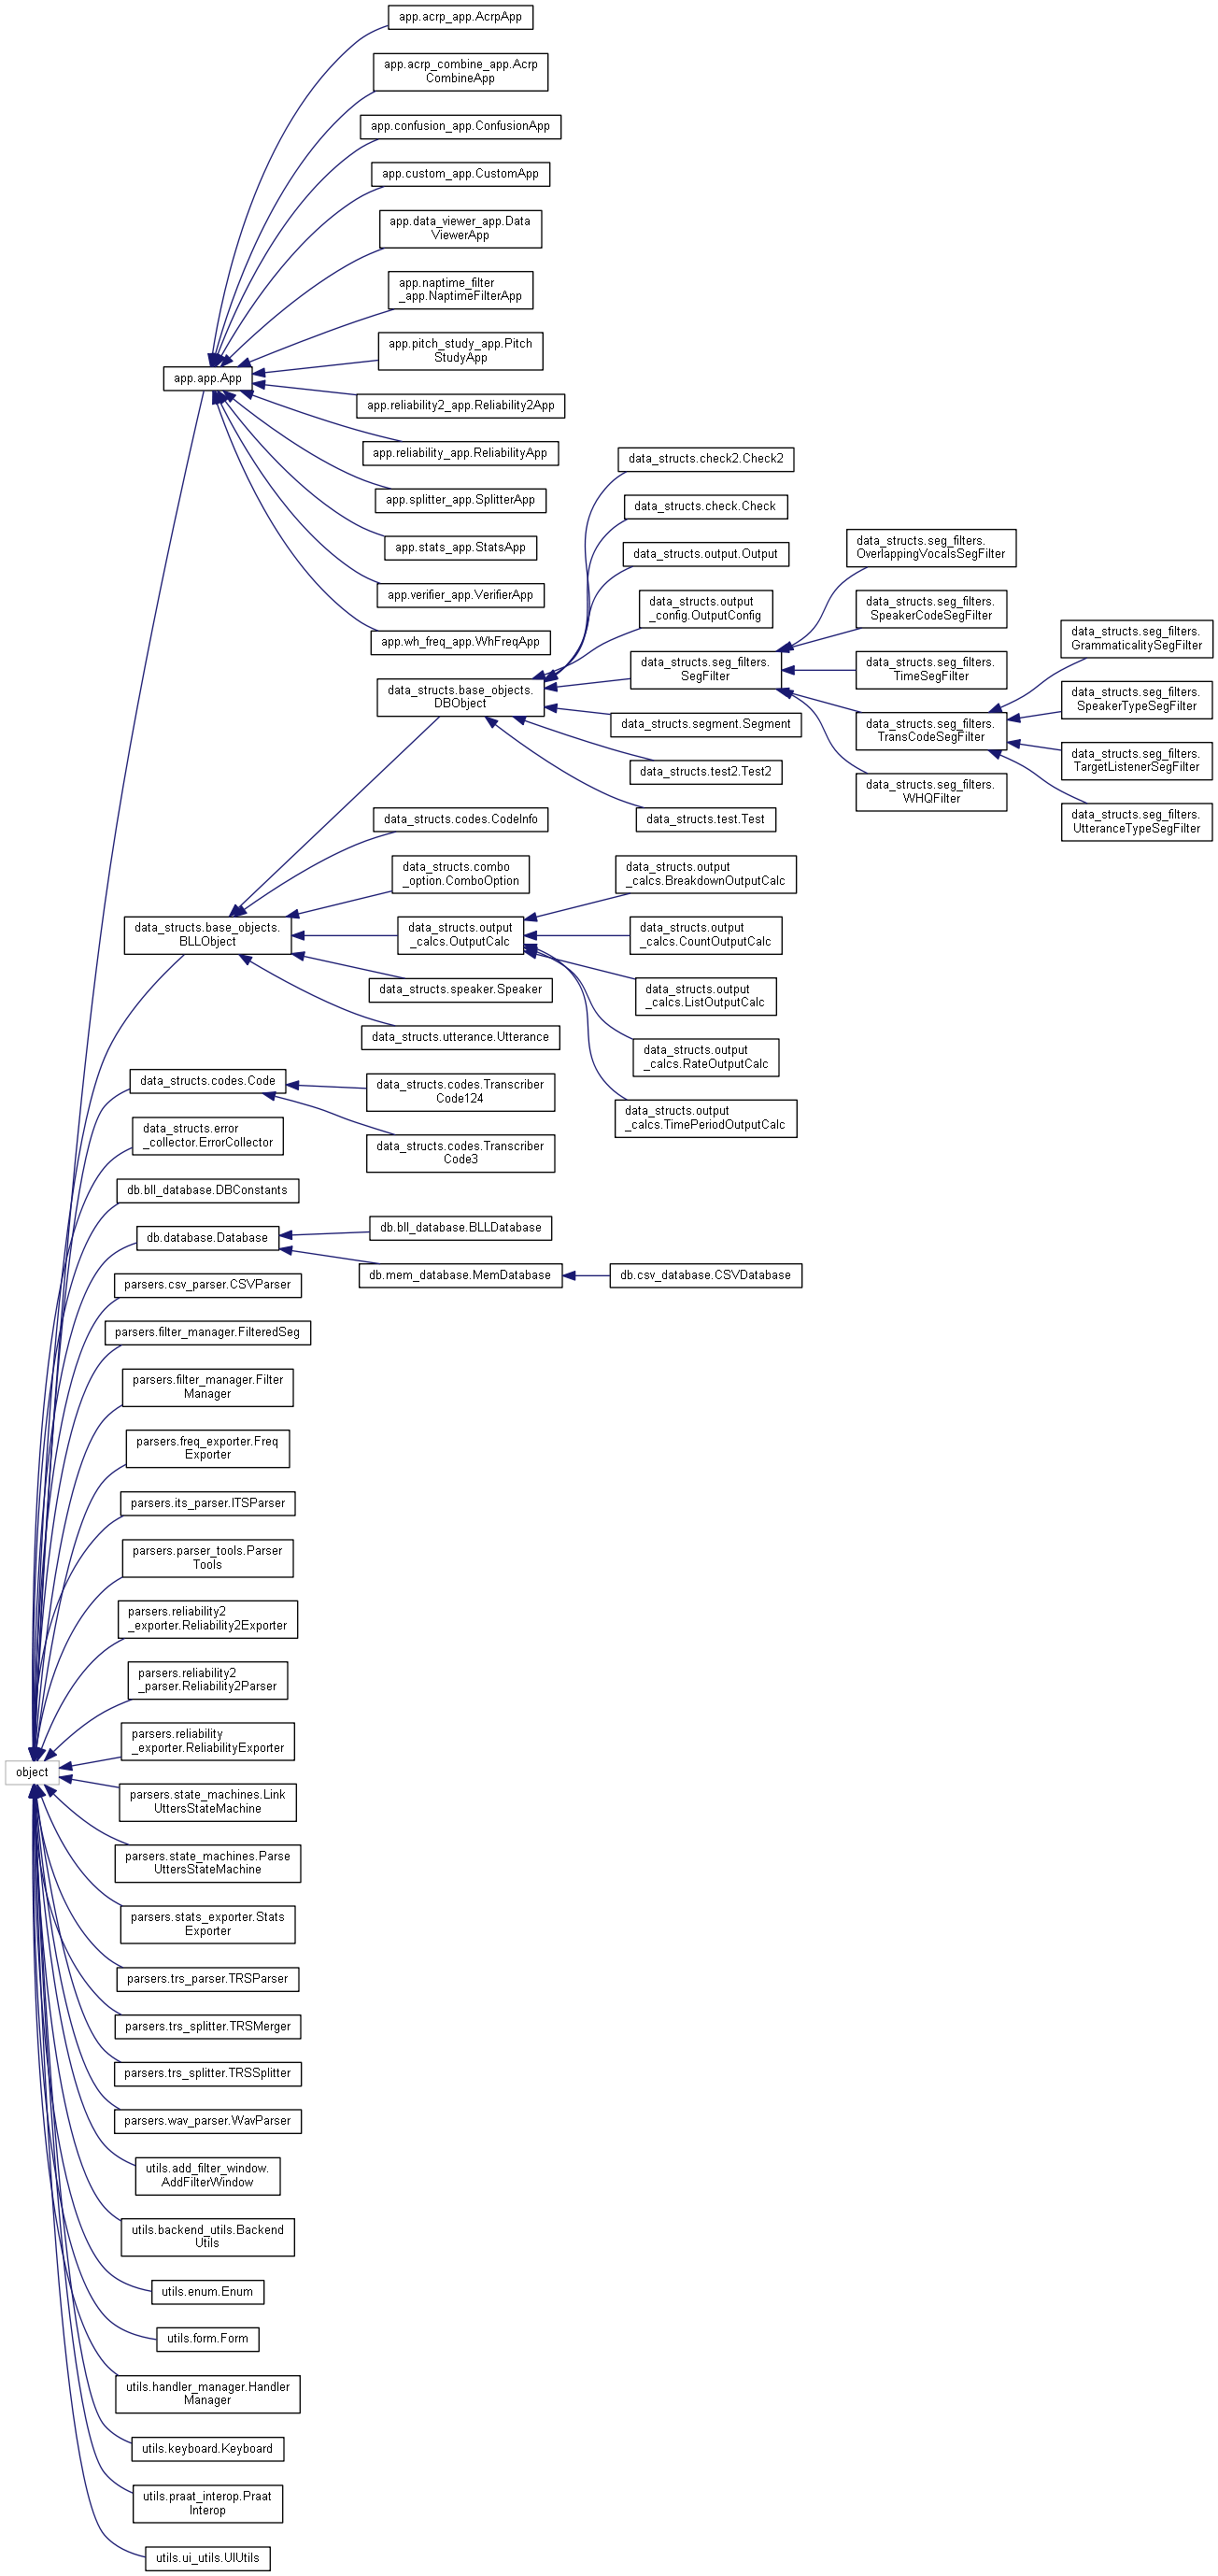 app.acrp_app.AcrpApp
app.acrp_combine_app.Acrp
CombineApp
app.confusion_app.ConfusionApp
app.custom_app.CustomApp
app.data_viewer_app.Data
ViewerApp
app.naptime_filter
_app.NaptimeFilterApp
app.pitch_study_app.Pitch
StudyApp
app.app.App
app.reliability2_app.Reliability2App
app.reliability_app.ReliabilityApp
app.splitter_app.SplitterApp
app.stats_app.StatsApp
app.verifier_app.VerifierApp
app.wh_freq_app.WhFreqApp
data_structs.check2.Check2
data_structs.check.Check
data_structs.output.Output
data_structs.output
_config.OutputConfig
data_structs.seg_filters.
SegFilter
data_structs.base_objects.
DBObject
data_structs.segment.Segment
data_structs.test2.Test2
data_structs.test.Test
data_structs.seg_filters.
OverlappingVocalsSegFilter
data_structs.seg_filters.
SpeakerCodeSegFilter
data_structs.seg_filters.
TimeSegFilter
data_structs.seg_filters.
TransCodeSegFilter
data_structs.seg_filters.
WHQFilter
data_structs.seg_filters.
GrammaticalitySegFilter
data_structs.seg_filters.
SpeakerTypeSegFilter
data_structs.seg_filters.
TargetListenerSegFilter
data_structs.seg_filters.
UtteranceTypeSegFilter
data_structs.codes.CodeInfo
data_structs.combo
_option.ComboOption
data_structs.base_objects.
BLLObject
data_structs.output
_calcs.OutputCalc
data_structs.speaker.Speaker
data_structs.utterance.Utterance
data_structs.output
_calcs.BreakdownOutputCalc
data_structs.output
_calcs.CountOutputCalc
data_structs.output
_calcs.ListOutputCalc
data_structs.output
_calcs.RateOutputCalc
data_structs.output
_calcs.TimePeriodOutputCalc
data_structs.codes.Code
data_structs.codes.Transcriber
Code124
data_structs.codes.Transcriber
Code3
data_structs.error
_collector.ErrorCollector
db.bll_database.DBConstants
db.database.Database
db.bll_database.BLLDatabase
db.mem_database.MemDatabase
db.csv_database.CSVDatabase
parsers.csv_parser.CSVParser
parsers.filter_manager.FilteredSeg
parsers.filter_manager.Filter
Manager
parsers.freq_exporter.Freq
Exporter
parsers.its_parser.ITSParser
parsers.parser_tools.Parser
Tools
parsers.reliability2
_exporter.Reliability2Exporter
parsers.reliability2
_parser.Reliability2Parser
parsers.reliability
_exporter.ReliabilityExporter
object
parsers.state_machines.Link
UttersStateMachine
parsers.state_machines.Parse
UttersStateMachine
parsers.stats_exporter.Stats
Exporter
parsers.trs_parser.TRSParser
parsers.trs_splitter.TRSMerger
parsers.trs_splitter.TRSSplitter
parsers.wav_parser.WavParser
utils.add_filter_window.
AddFilterWindow
utils.backend_utils.Backend
Utils
utils.enum.Enum
utils.form.Form
utils.handler_manager.Handler
Manager
utils.keyboard.Keyboard
utils.praat_interop.Praat
Interop
utils.ui_utils.UIUtils